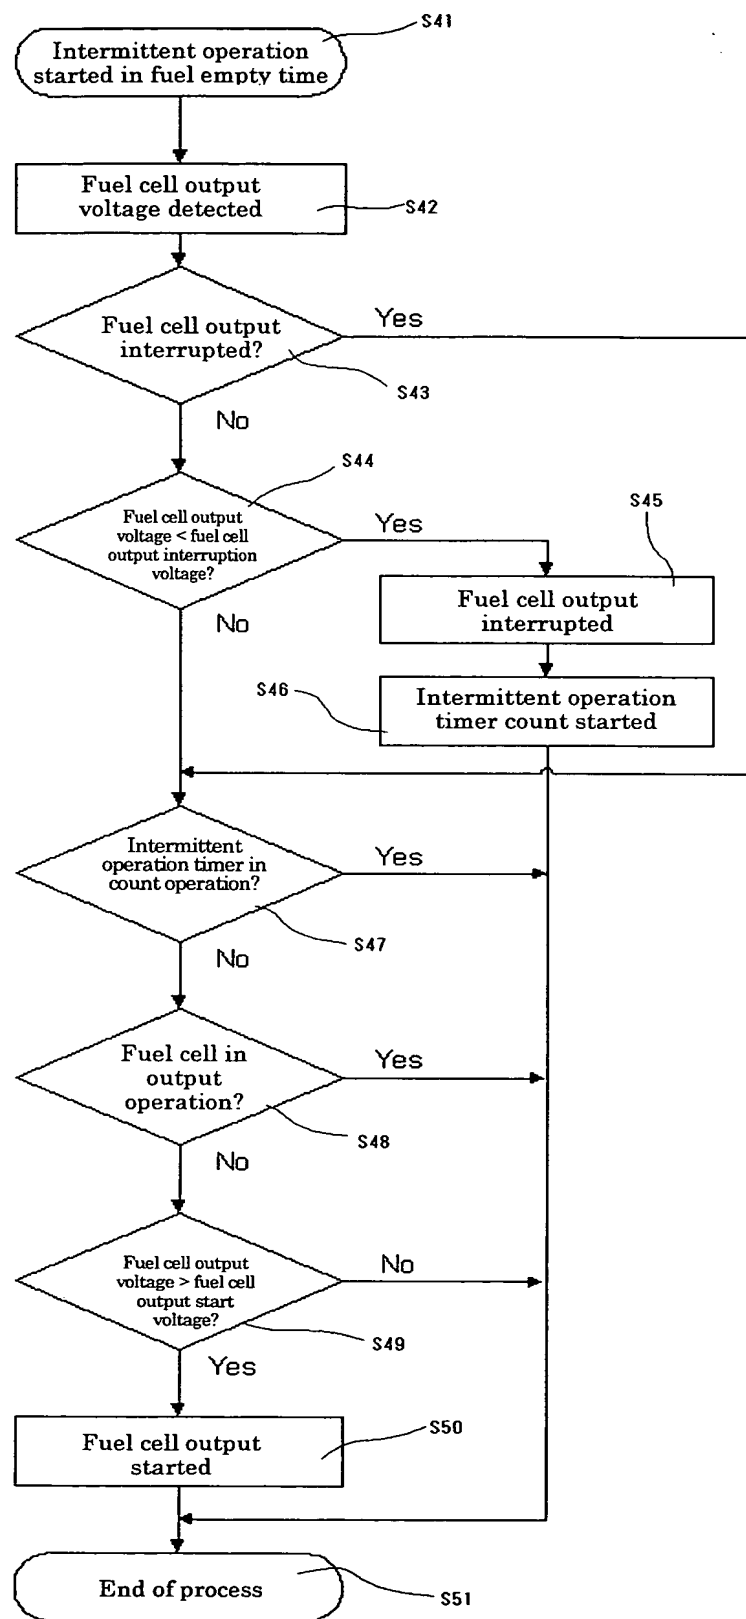 S41
Intermittent operation
started in fuel empty time
Fuel cell output
voltage detected
S42
Fuel cell output
interrupted?
Yes
S43
No
S44
Fuel cell output
voltage < fuel cell
output interruption
voltage?
Yes
S45
Fuel cell output
interrupted
No
S46
Intermittent operation
timer count started
Intermittent
operation timer in
count operation?
Yes
S47
No
Fuel cell in
output
operation?
Yes
S48
No
Fuel cell output
voltage > fuel cell
output start
voltage?
No
S49
Yes
Fuel cell output
started
S50
End of process
S51